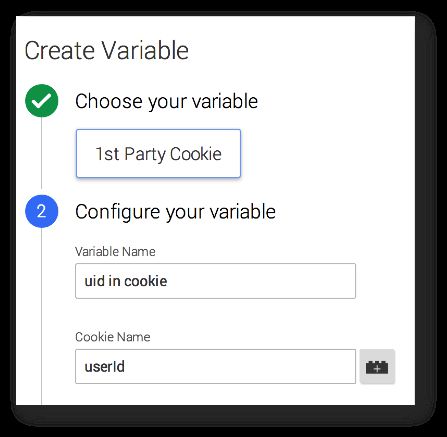 Create Variable
Choose your variable
1st Party Cookie
2
Configure your variable
Variable Name
uid in cookie
Cookie Name
userId